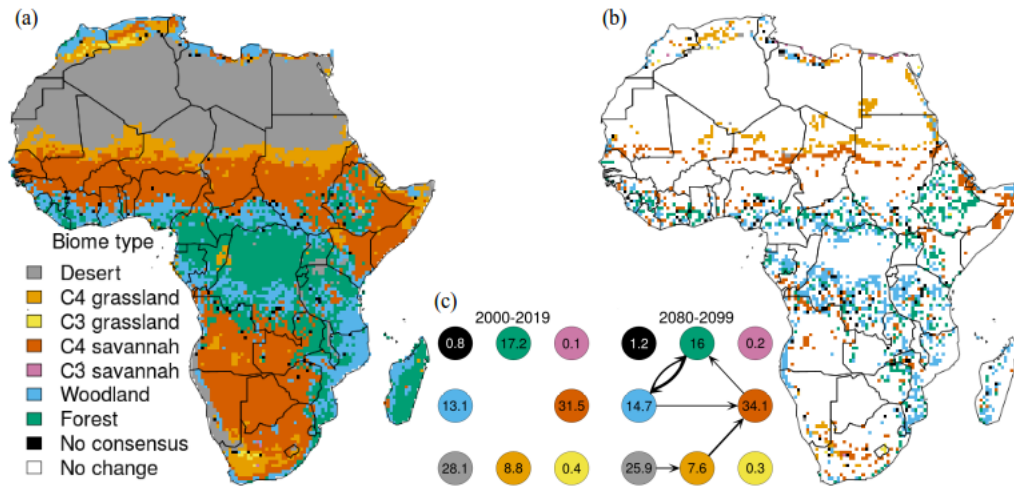 (a)
(b)
Biome type
Desert
C4 grassland
C3 grassland
C4 savannah
C3 savannah
Woodland
Forest
No consensus
No change
(c)
2000-2019
2080-2099
0.8 17.2 0.1
1.2 16 0.2
13.1 31.5
14.7 34.1
28.1 8.8 0.4
25.9 7.6 0.3